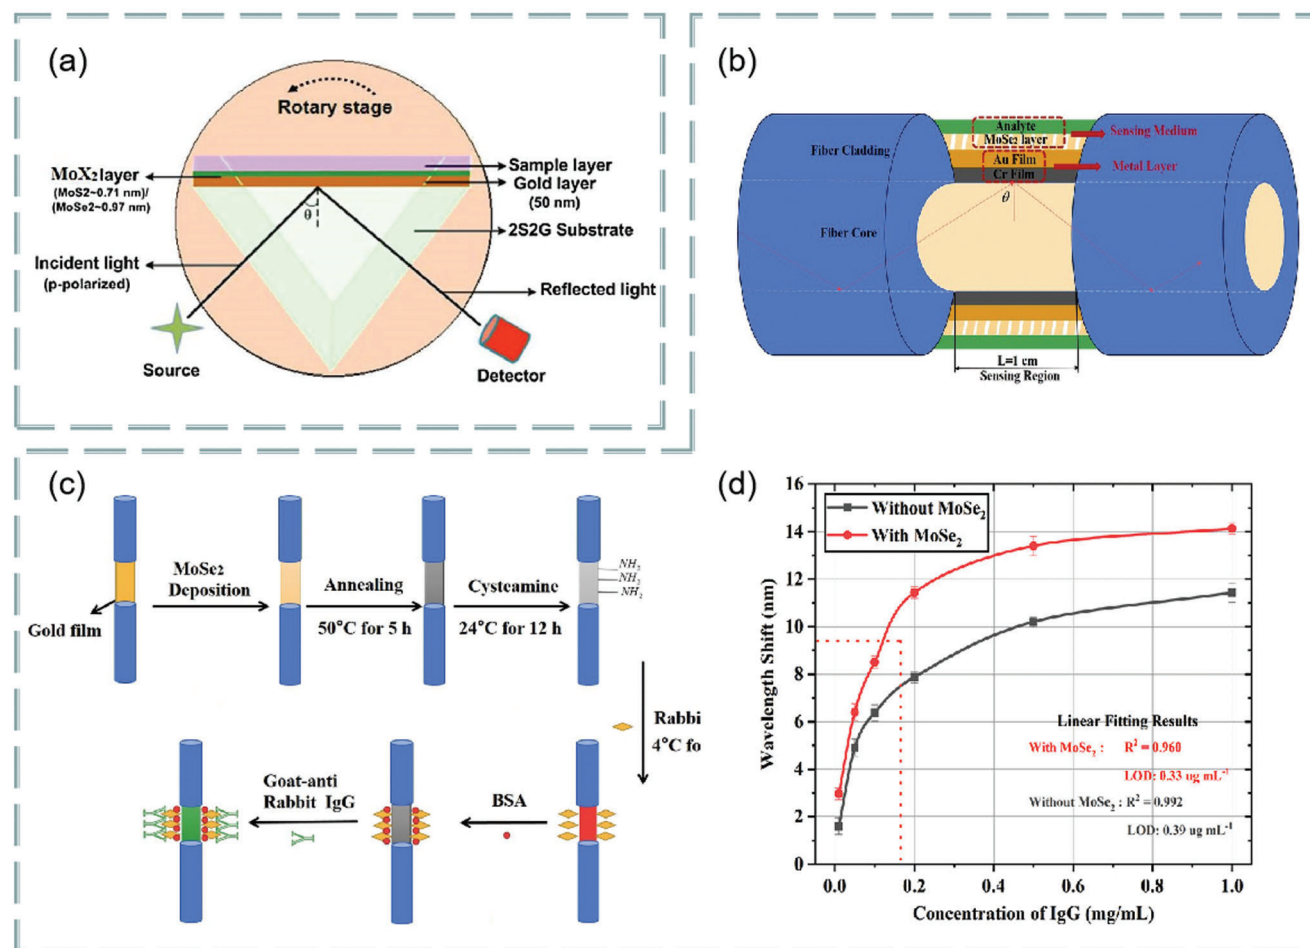 (a)
Rotary stage
MoX₂ layer
(MoS2~0.71 nm)/
(MoSe2~0.97 nm)
Sample layer
Gold layer
(50 nm)
θ
2S2G Substrate
Incident light
(p-polarized)
Reflected light
Source
Detector
(b)
Analyte
MoSe₂ layer
Sensing Medium
Fiber Cladding
Au Film
Cr Film
Metal Layer
θ
Fiber Core
L=1 cm
Sensing Region
(c)
MoSe2
Deposition
Gold film
Annealing
50°C for 5 h
Cysteamine
24°C for 12 h
NH₂
NH₂
NH₂
Rabbi
4°C fo
BSA
Goat-anti
Rabbit IgG
(d)
Without MoSe₂
With MoSe₂
Wavelength Shift (nm)
16
14
12
10
8
6
4
2
0
Linear Fitting Results
With MoSe₂ : R² = 0.960
LOD: 0.33 ug mL⁻¹
Without MoSe₂ : R² = 0.992
LOD: 0.39 ug mL⁻¹
0.0 0.2 0.4 0.6 0.8 1.0
Concentration of IgG (mg/mL)